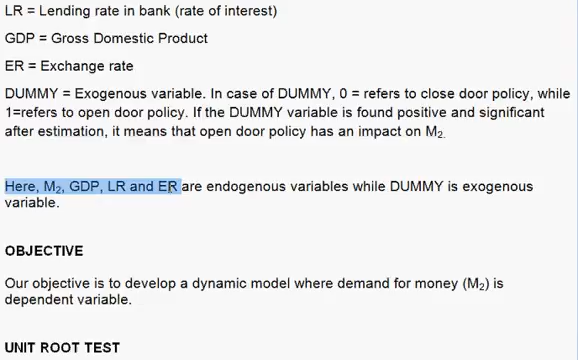 LR = Lending rate in bank (rate of interest)
GDP = Gross Domestic Product
ER = Exchange rate
DUMMY = Exogenous variable. In case of DUMMY, 0 = refers to close door policy, while
1=refers to open door policy. If the DUMMY variable is found positive and significant
after estimation, it means that open door policy has an impact on M2.
Here, M2, GDP, LR and ER are endogenous variables while DUMMY is exogenous
variable.
OBJECTIVE
Our objective is to develop a dynamic model where demand for money (M2) is
dependent variable.
UNIT ROOT TEST